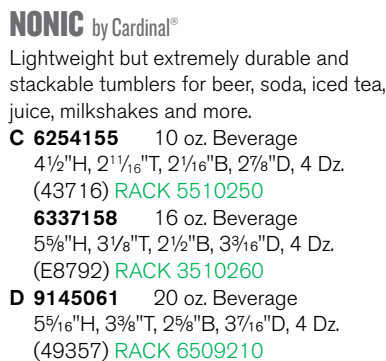 NONIC by Cardinal®
Lightweight but extremely durable and
stackable tumblers for beer, soda, iced tea,
juice, milkshakes and more.
C 6254155 10 oz. Beverage
4½"H, 2¹¹⁄₁₆"T, 2¹⁄₁₆"B, 2⅞"D, 4 Dz.
(43716) RACK 5510250
6337158 16 oz. Beverage
5⅝"H, 3⅛"T, 2½"B, 3³⁄₁₆"D, 4 Dz.
(E8792) RACK 3510260
D 9145061 20 oz. Beverage
5⁵⁄₁₆"H, 3⅜"T, 2⅝"B, 3⁷⁄₁₆"D, 4 Dz.
(49357) RACK 6509210